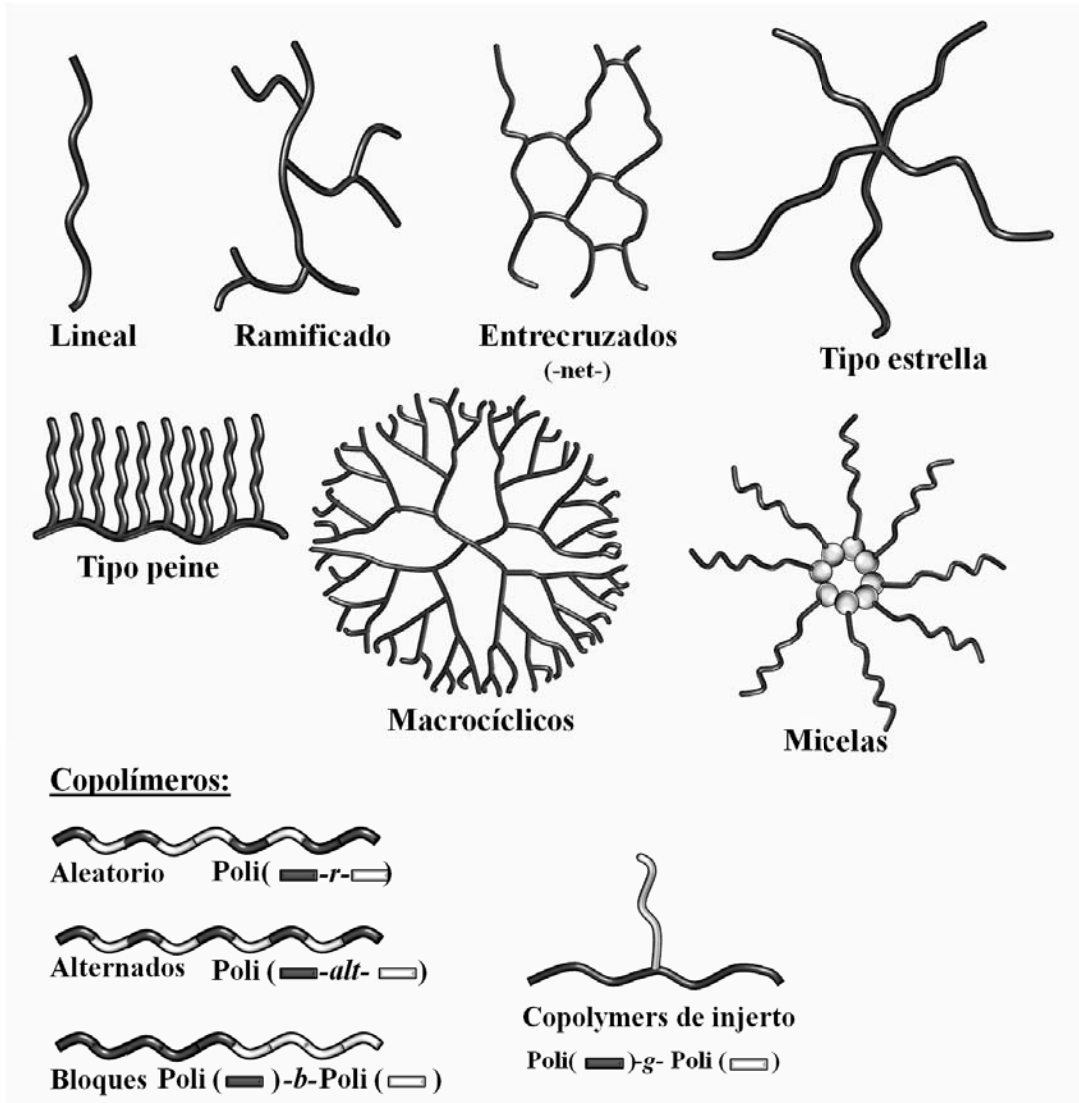 Lineal
Ramificado
Entrecruzados
(-net-)
Tipo estrella
Tipo peine
Macrocíclicos
Micelas
Copolímeros:
Aleatorio Poli( -r- )
Alternados Poli ( -alt- )
Bloques Poli ( )-b-Poli ( )
Copolymers de injerto
Poli( )-g- Poli ( )